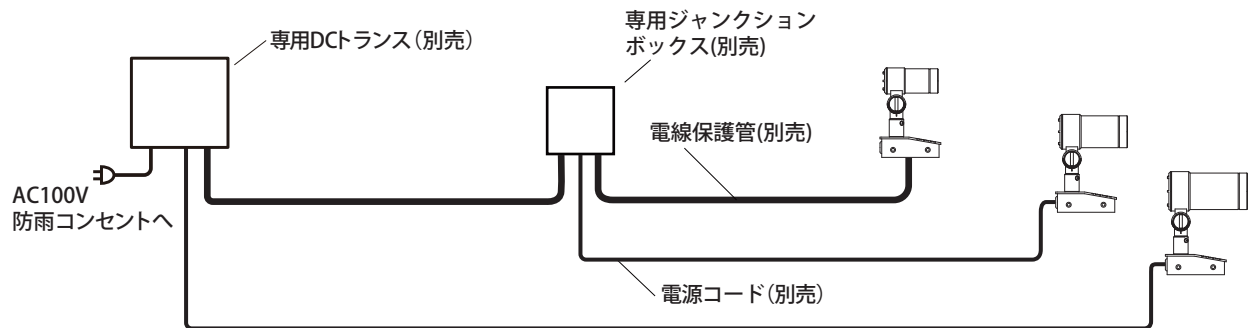 専用DCトランス（別売）
専用ジャンクション
ボックス(別売)
電線保護管(別売)
AC100V
防雨コンセントへ
電源コード（別売）